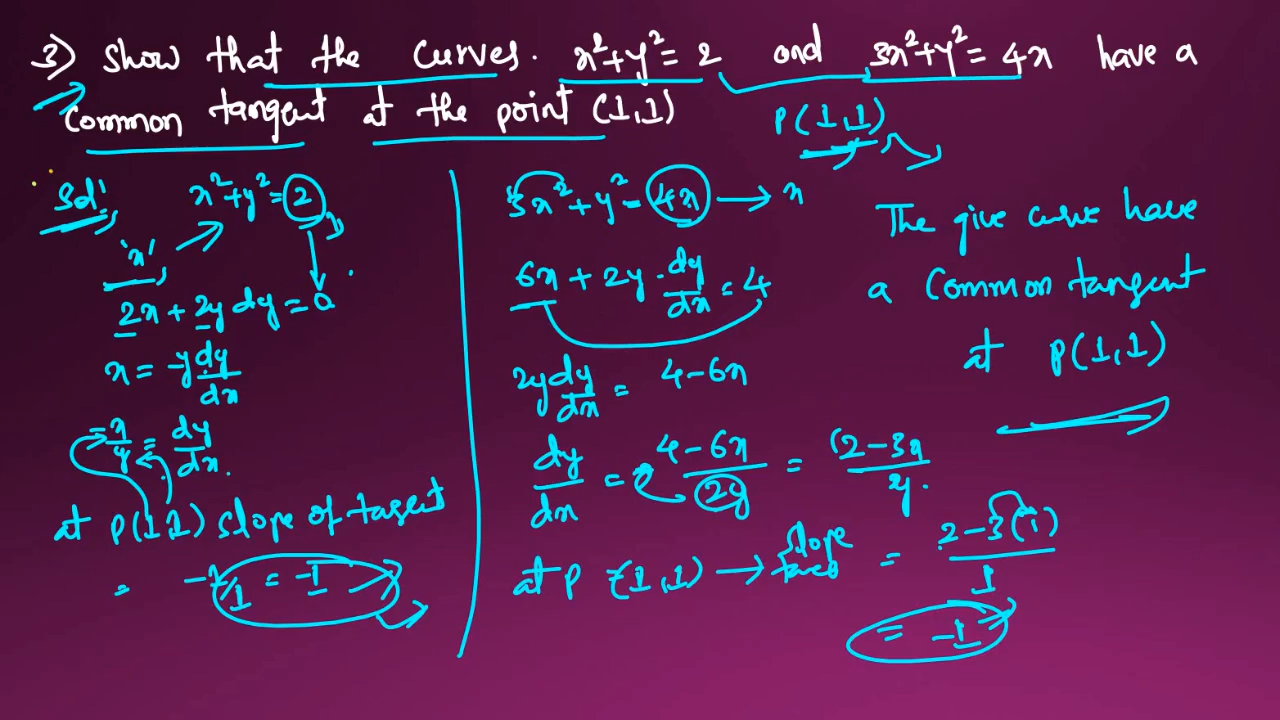 3) Show that the curves. x²+y²= 2 and 3x²+y²= 4x have a
common tangent at the point (1,1)
P(1,1)
Sol:
x²+y²=2
'x'
2x + 2y dy = 0
x = -y dy/dx
-x/y = dy/dx.
at P(1,1) slope of tagent
= -1/1 = -1
3x²+y²=4x → x
6x + 2y . dy/dx = 4
2y dy/dx = 4-6x
dy/dx = 4-6x/2y = (2-3x/y.
at P (1,1) → slope
= 2-3(1)/1
= -1
The give curve have
a Common tangent
at P(1,1)